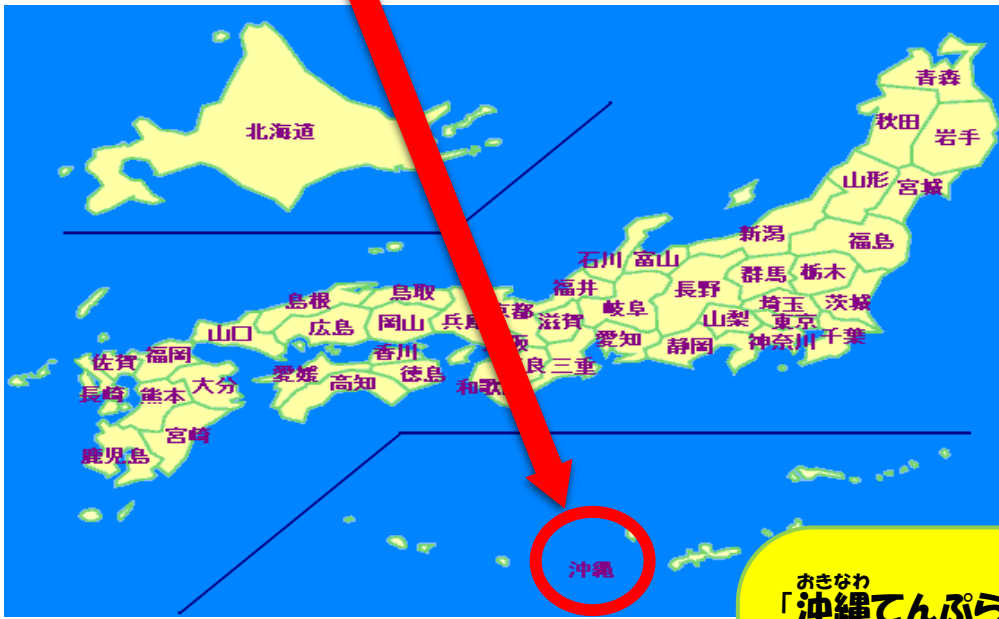 北海道
青森
秋田
岩手
山形
宮城
新潟
福島
石川
富山
群馬
栃木
福井
長野
島根
鳥取
岐阜
埼玉
茨城
山口
広島
岡山
兵庫
京都
滋賀
山梨
東京
愛知
静岡
神奈川
千葉
佐賀
福岡
香川
長崎
熊本
大分
愛媛
高知
徳島
和歌
良
三重
宮崎
鹿児島
沖縄
おきなわ
「沖縄てんぷら